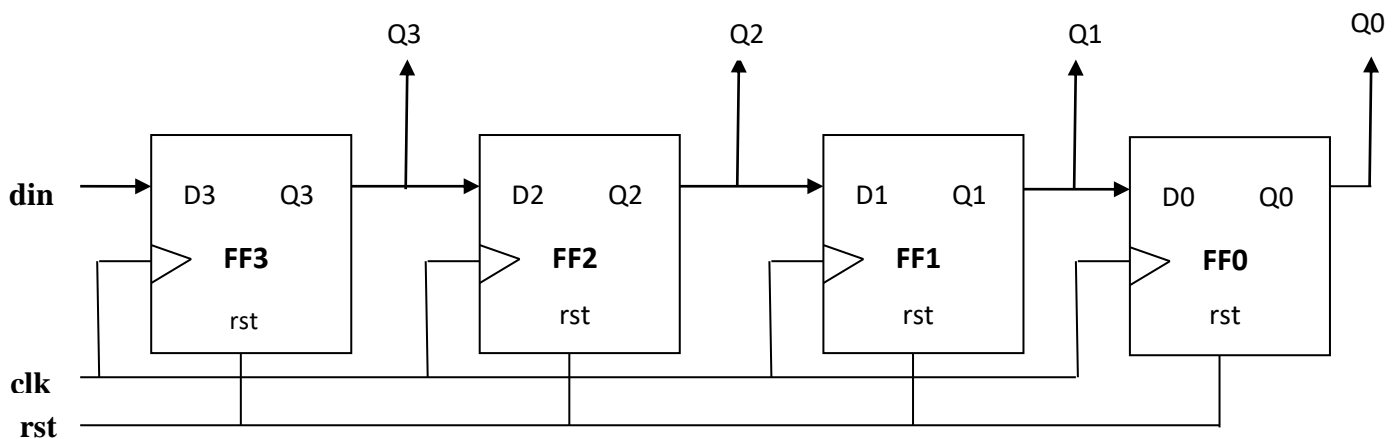 Q3 Q2 Q1 Q0
din D3 Q3 D2 Q2 D1 Q1 D0 Q0
FF3 FF2 FF1 FF0
rst rst rst rst
clk
rst